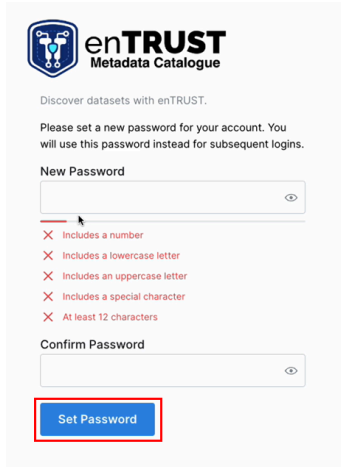 enTRUST
Metadata Catalogue
Discover datasets with enTRUST.
Please set a new password for your account. You
will use this password instead for subsequent logins.
New Password
Includes a number
Includes a lowercase letter
Includes an uppercase letter
Includes a special character
At least 12 characters
Confirm Password
Set Password